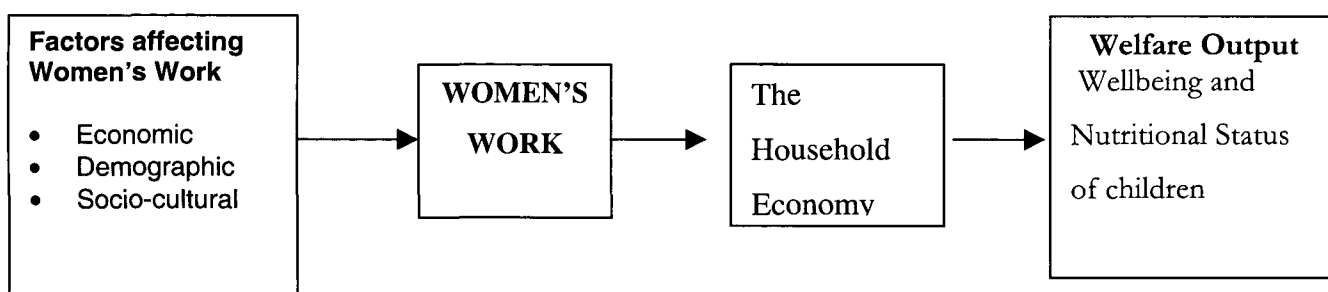 Factors affecting
Women's Work
• Economic
• Demographic
• Socio-cultural
WOMEN'S
WORK
The
Household
Economy
Welfare Output
Wellbeing and
Nutritional Status
of children